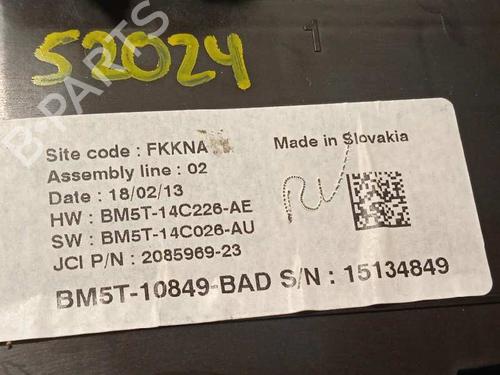 S2024
1
B-PARTS
Site code : FKKNA
Made in Slovakia
Assembly line : 02
Date : 18/02/13
HW : BM5T-14C226-AE
SW : BM5T-14C026-AU
JCI P/N : 2085969-23
BM5T-10849-BAD S/N : 15134849